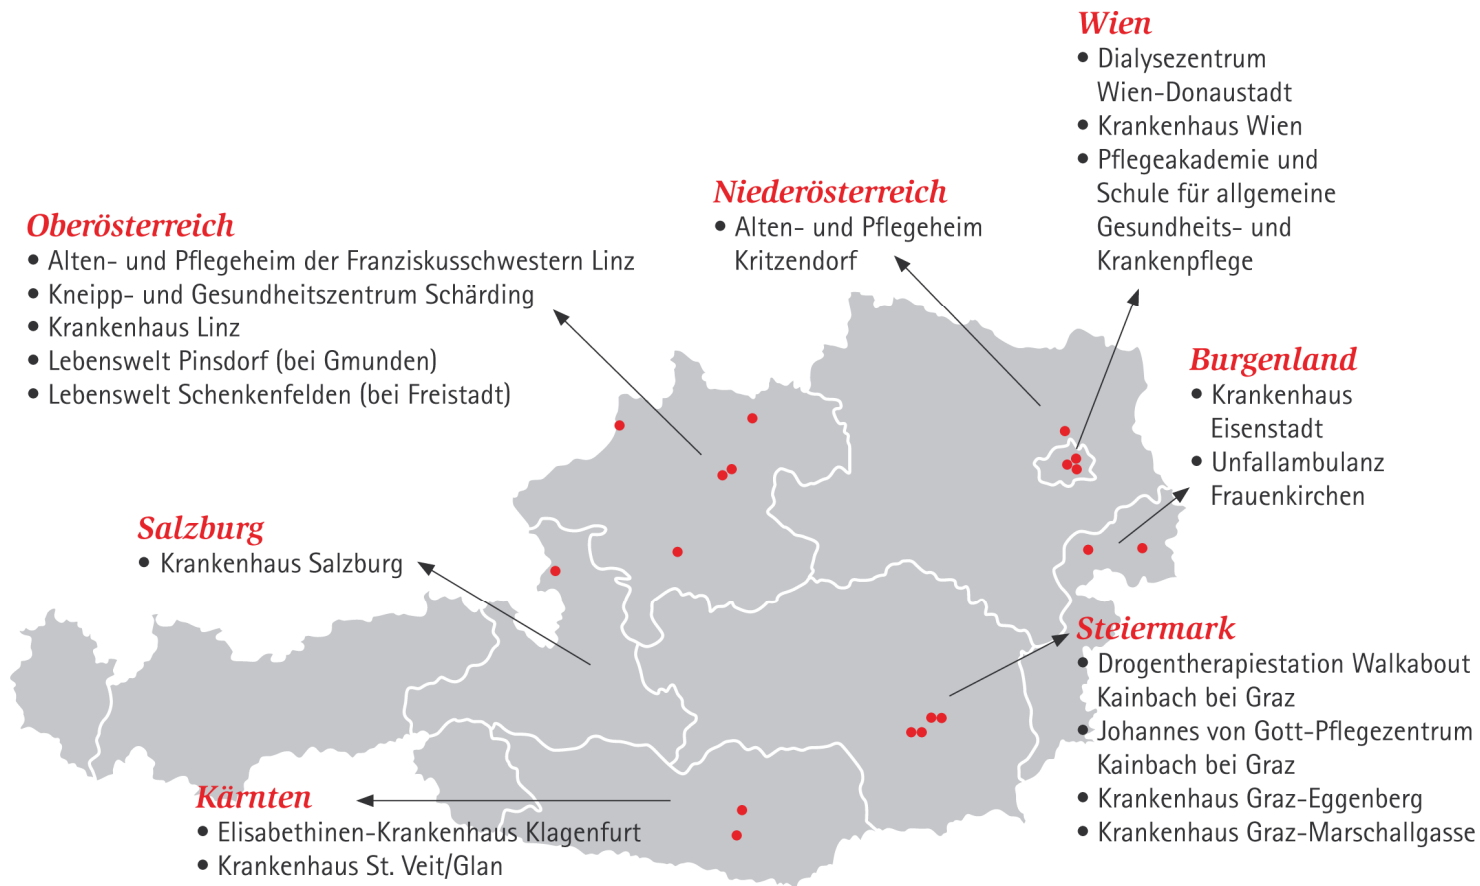 Wien
• Dialysezentrum
Wien-Donaustadt
• Krankenhaus Wien
• Pflegeakademie und
Schule für allgemeine
Gesundheits- und
Krankenpflege
Niederösterreich
• Alten- und Pflegeheim
Kritzendorf
Oberösterreich
• Alten- und Pflegeheim der Franziskusschwestern Linz
• Kneipp- und Gesundheitszentrum Schärding
• Krankenhaus Linz
• Lebenswelt Pinsdorf (bei Gmunden)
• Lebenswelt Schenkenfelden (bei Freistadt)
Burgenland
• Krankenhaus
Eisenstadt
• Unfallambulanz
Frauenkirchen
Salzburg
• Krankenhaus Salzburg
Steiermark
• Drogentherapiestation Walkabout
Kainbach bei Graz
• Johannes von Gott-Pflegezentrum
Kainbach bei Graz
• Krankenhaus Graz-Eggenberg
• Krankenhaus Graz-Marschallgasse
Kärnten
• Elisabethinen-Krankenhaus Klagenfurt
• Krankenhaus St. Veit/Glan